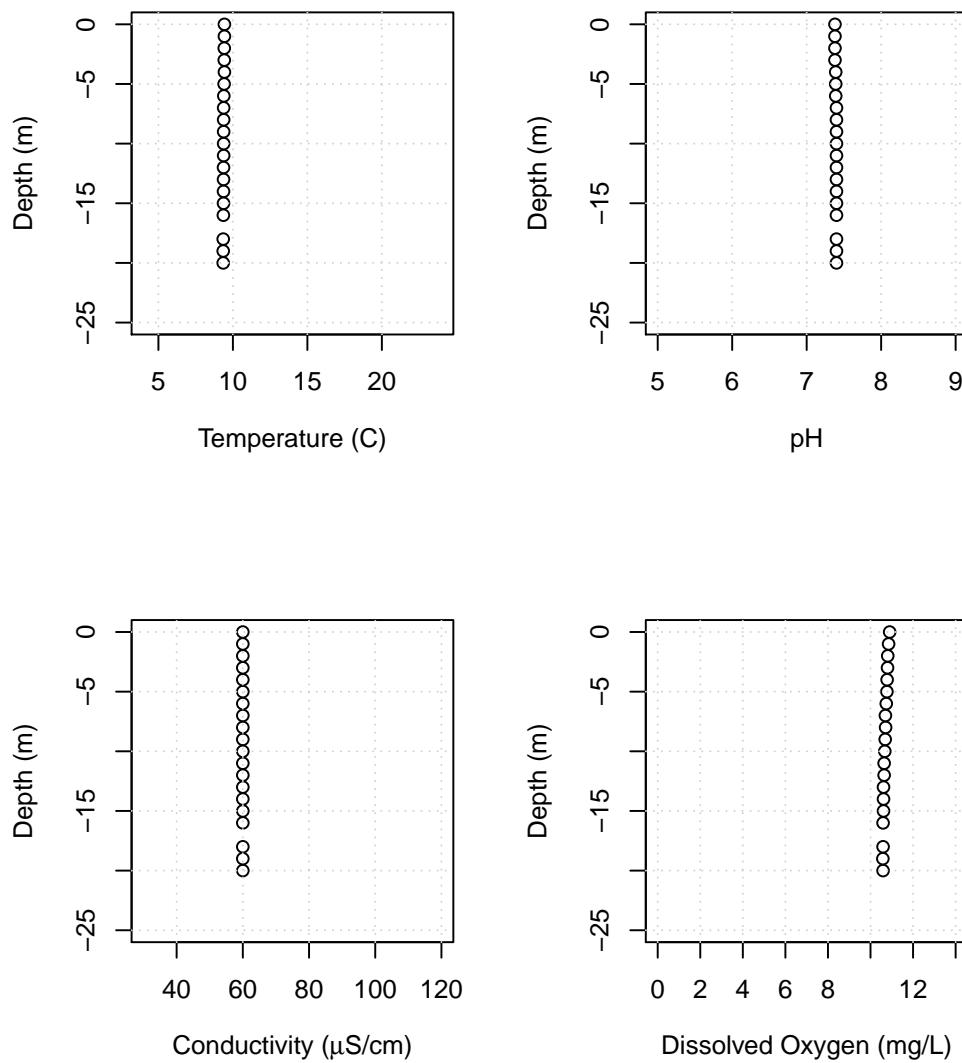 0
−5
−15
−25
Depth (m)
5 10 15 20
Temperature (C)
0
−5
−15
−25
Depth (m)
5 6 7 8 9
pH
0
−5
−15
−25
Depth (m)
40 60 80 100 120
Conductivity (μS/cm)
0
−5
−15
−25
Depth (m)
0 2 4 6 8 12
Dissolved Oxygen (mg/L)